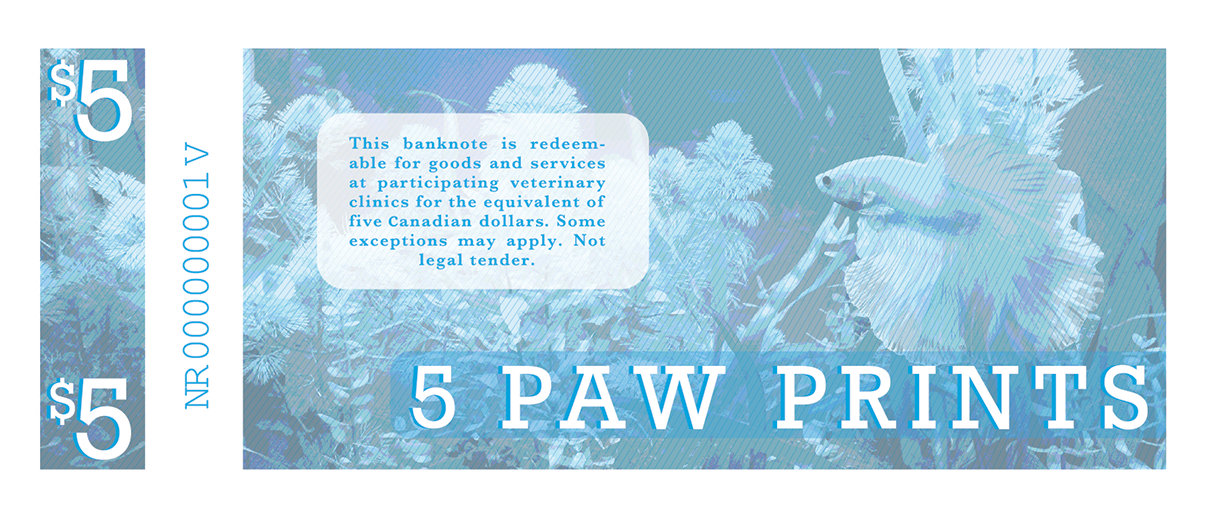 $5
$5
NR 000000001 V
This banknote is redeem-
able for goods and services
at participating veterinary
clinics for the equivalent of
five Canadian dollars. Some
exceptions may apply. Not
legal tender.
5 PAW PRINTS